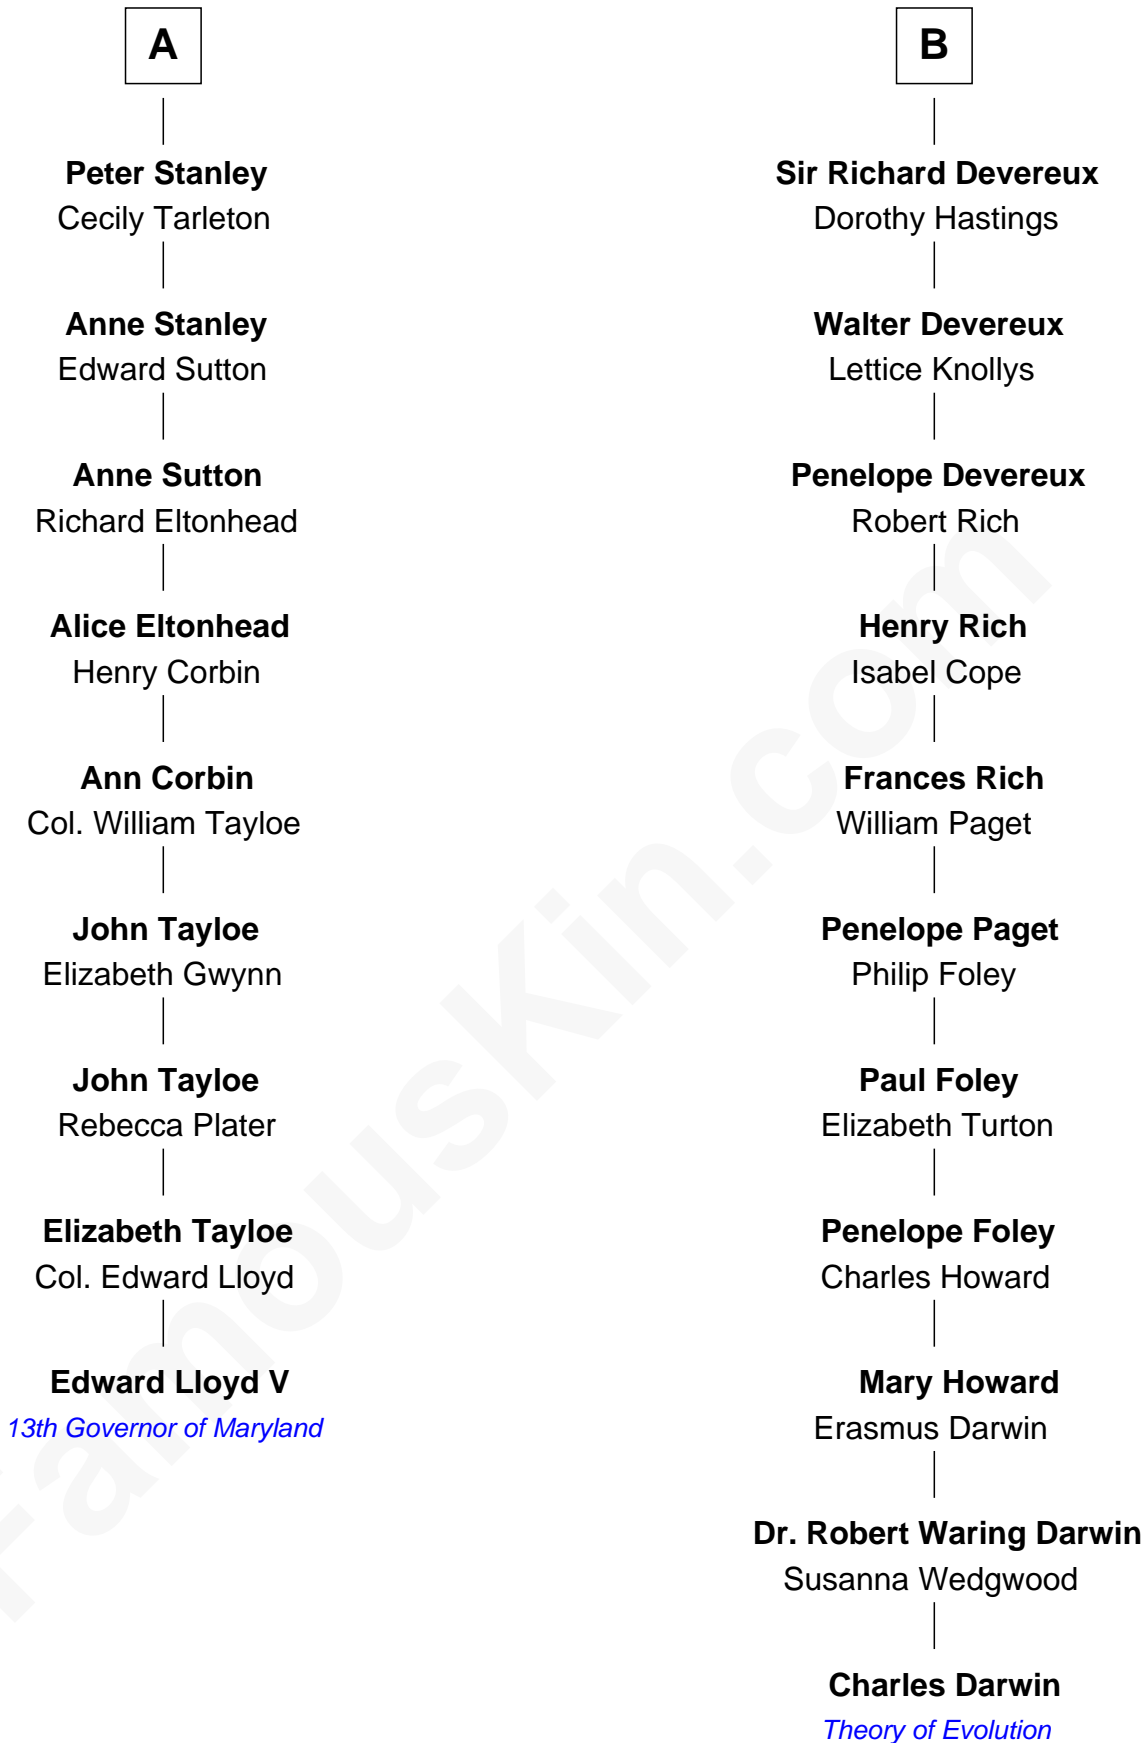 A
Peter Stanley
Cecily Tarleton
Anne Stanley
Edward Sutton
Anne Sutton
Richard Eltonhead
Alice Eltonhead
Henry Corbin
Ann Corbin
Col. William Tayloe
John Tayloe
Elizabeth Gwynn
John Tayloe
Rebecca Plater
Elizabeth Tayloe
Col. Edward Lloyd
Edward Lloyd V
13th Governor of Maryland
B
Sir Richard Devereux
Dorothy Hastings
Walter Devereux
Lettice Knollys
Penelope Devereux
Robert Rich
Henry Rich
Isabel Cope
Frances Rich
William Paget
Penelope Paget
Philip Foley
Paul Foley
Elizabeth Turton
Penelope Foley
Charles Howard
Mary Howard
Erasmus Darwin
Dr. Robert Waring Darwin
Susanna Wedgwood
Charles Darwin
Theory of Evolution
FamousKin.com